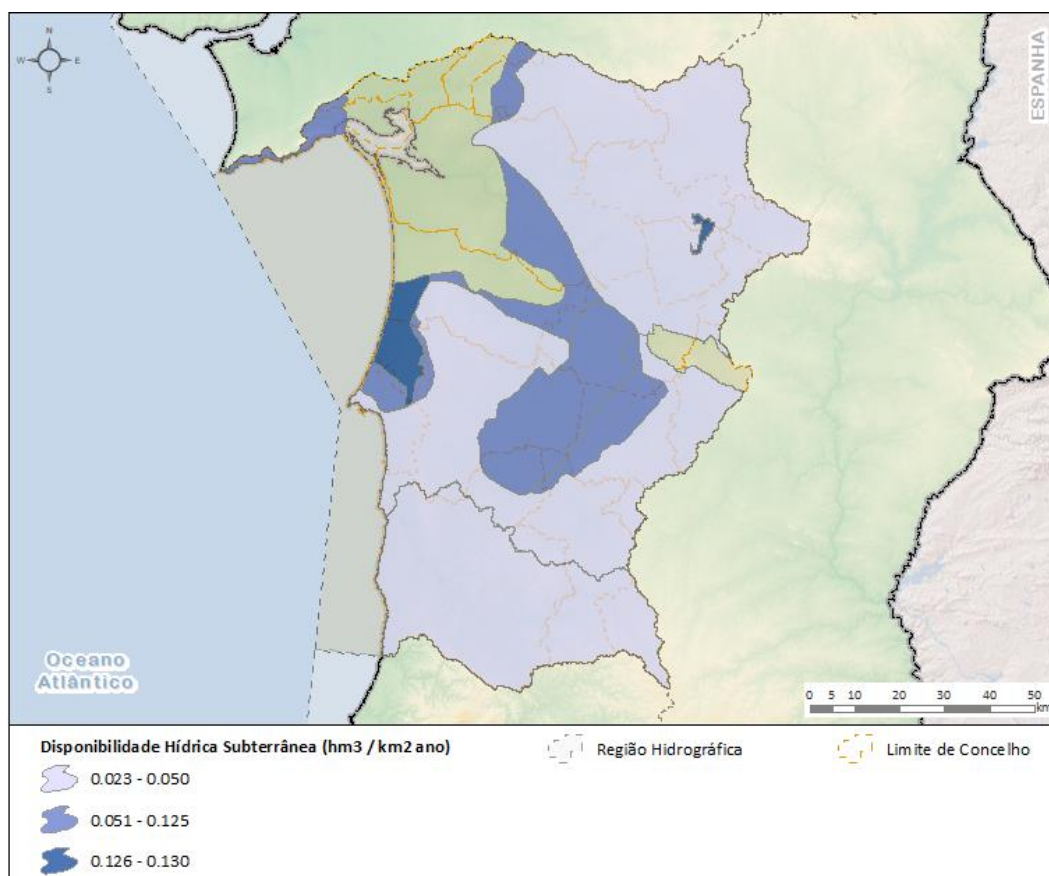 N
W E
S
ESPANHA
Oceano
Atlântico
0 5 10 20 30 40 50
km
Disponibilidade Hídrica Subterrânea (hm3 / km2 ano)
Região Hidrográfica
Limite de Concelho
0.023 - 0.050
0.051 - 0.125
0.126 - 0.130